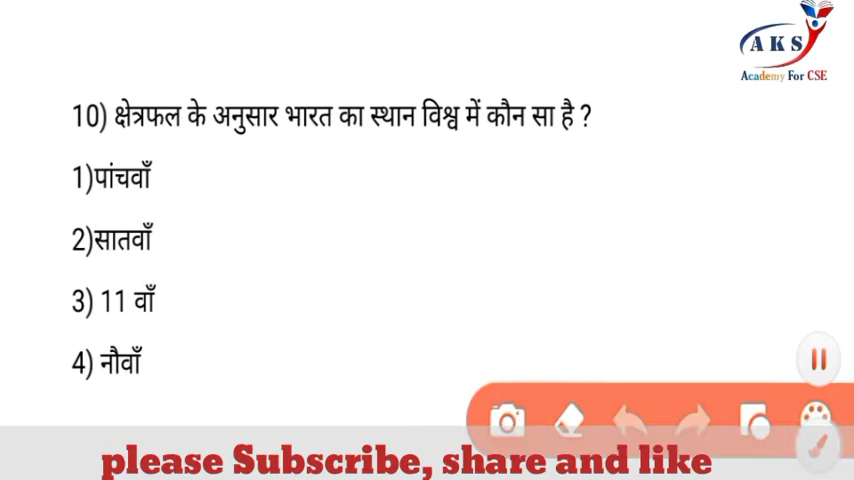 AKS
Academy For CSE
10) क्षेत्रफल के अनुसार भारत का स्थान विश्व में कौन सा है ?
1)पांचवाँ
2)सातवाँ
3) 11 वाँ
4) नौवाँ
please Subscribe, share and like